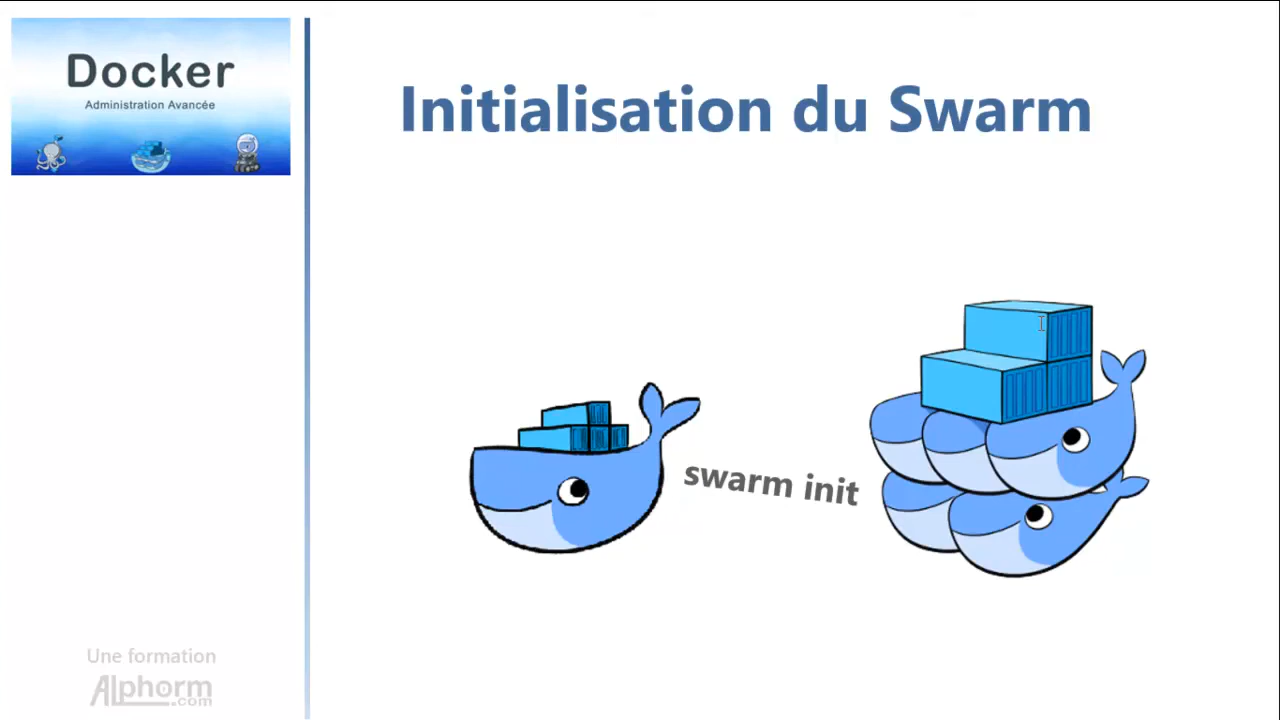 Docker
Administration Avancée
Initialisation du Swarm
swarm init
Une formation
Alphorm
.com